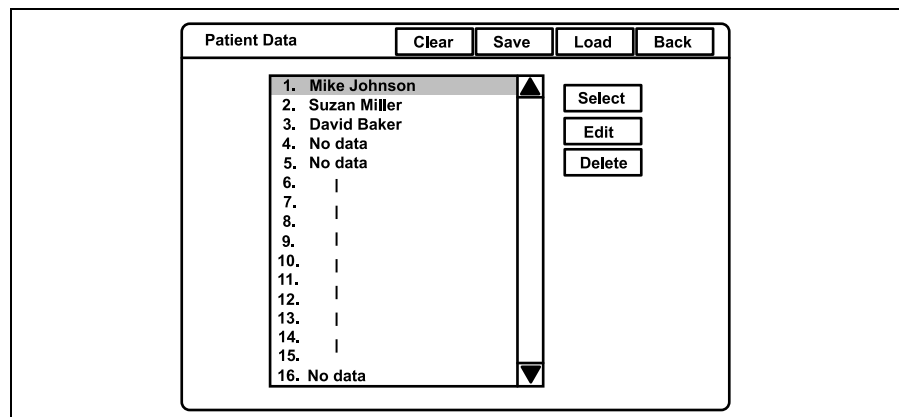 Patient Data Clear Save Load Back
1. Mike Johnson
2. Suzan Miller
3. David Baker
4. No data
5. No data
6.
7.
8.
9.
10.
11.
12.
13.
14.
15.
16. No data
Select
Edit
Delete